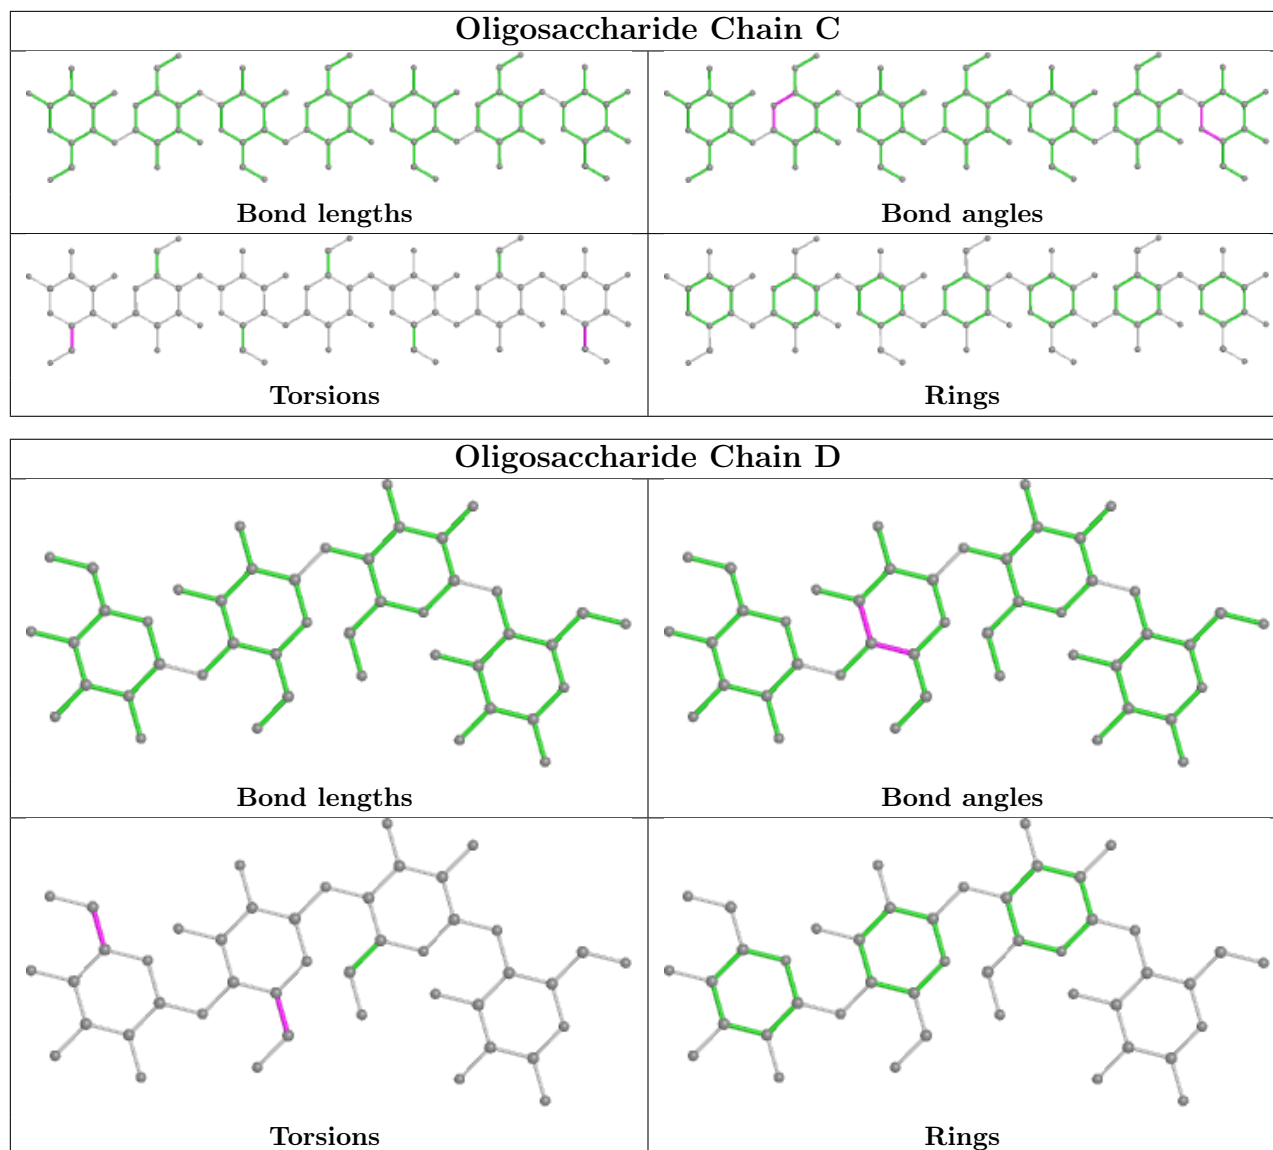 Oligosaccharide Chain C
Bond lengths
Bond angles
Torsions
Rings
Oligosaccharide Chain D
Bond lengths
Bond angles
Torsions
Rings